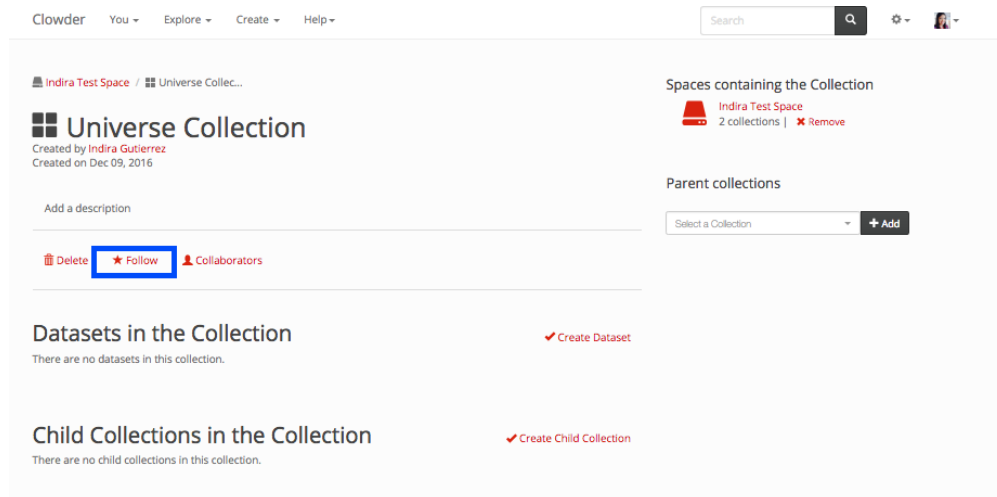 Clowder You Explore Create Help Search
Indira Test Space / Universe Collec...
Universe Collection
Created by Indira Gutierrez
Created on Dec 09, 2016
Add a description
Delete Follow Collaborators
Datasets in the Collection Create Dataset
There are no datasets in this collection.
Child Collections in the Collection Create Child Collection
There are no child collections in this collection.
Spaces containing the Collection
Indira Test Space
2 collections | Remove
Parent collections
Select a Collection Add